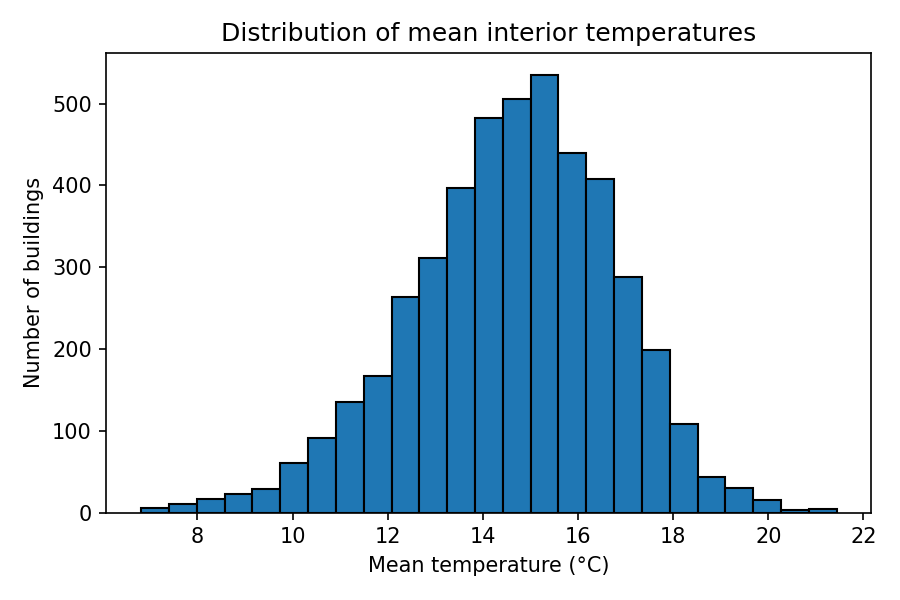 Distribution of mean interior temperatures
500
400
300
200
100
0
Number of buildings
8 10 12 14 16 18 20 22
Mean temperature (°C)